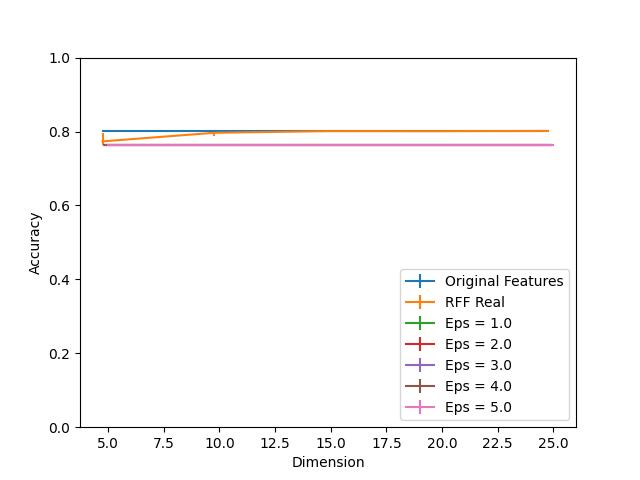 1.0
0.8
0.6
0.4
0.2
0.0
Accuracy
5.0 7.5 10.0 12.5 15.0 17.5 20.0 22.5 25.0
Dimension
Original Features
RFF Real
Eps = 1.0
Eps = 2.0
Eps = 3.0
Eps = 4.0
Eps = 5.0